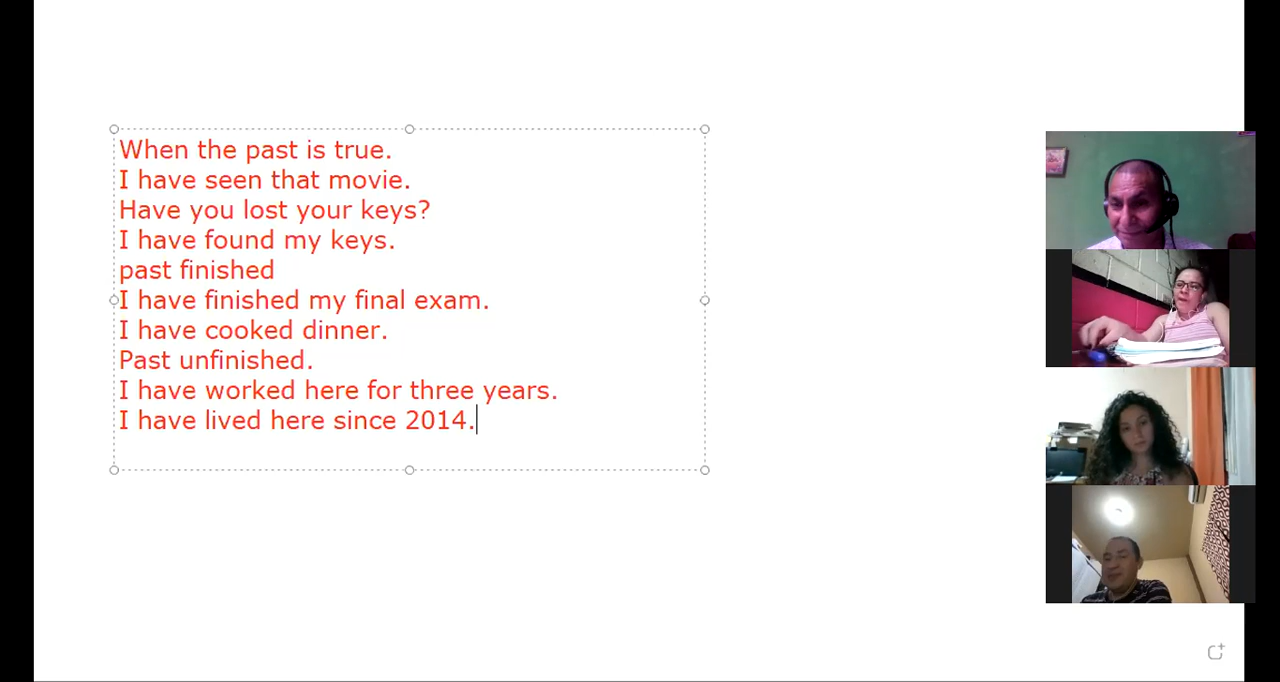 When the past is true.
I have seen that movie.
Have you lost your keys?
I have found my keys.
past finished
I have finished my final exam.
I have cooked dinner.
Past unfinished.
I have worked here for three years.
I have lived here since 2014.